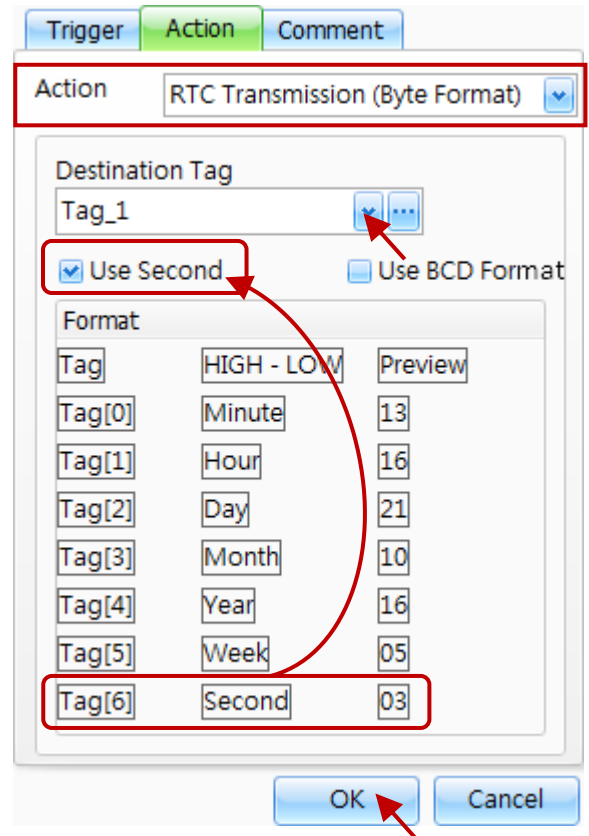 Trigger Action Comment
Action RTC Transmission (Byte Format)
Destination Tag
Tag_1 ...
Use Second Use BCD Format
Format
Tag HIGH - LOW Preview
Tag[0] Minute 13
Tag[1] Hour 16
Tag[2] Day 21
Tag[3] Month 10
Tag[4] Year 16
Tag[5] Week 05
Tag[6] Second 03
OK Cancel